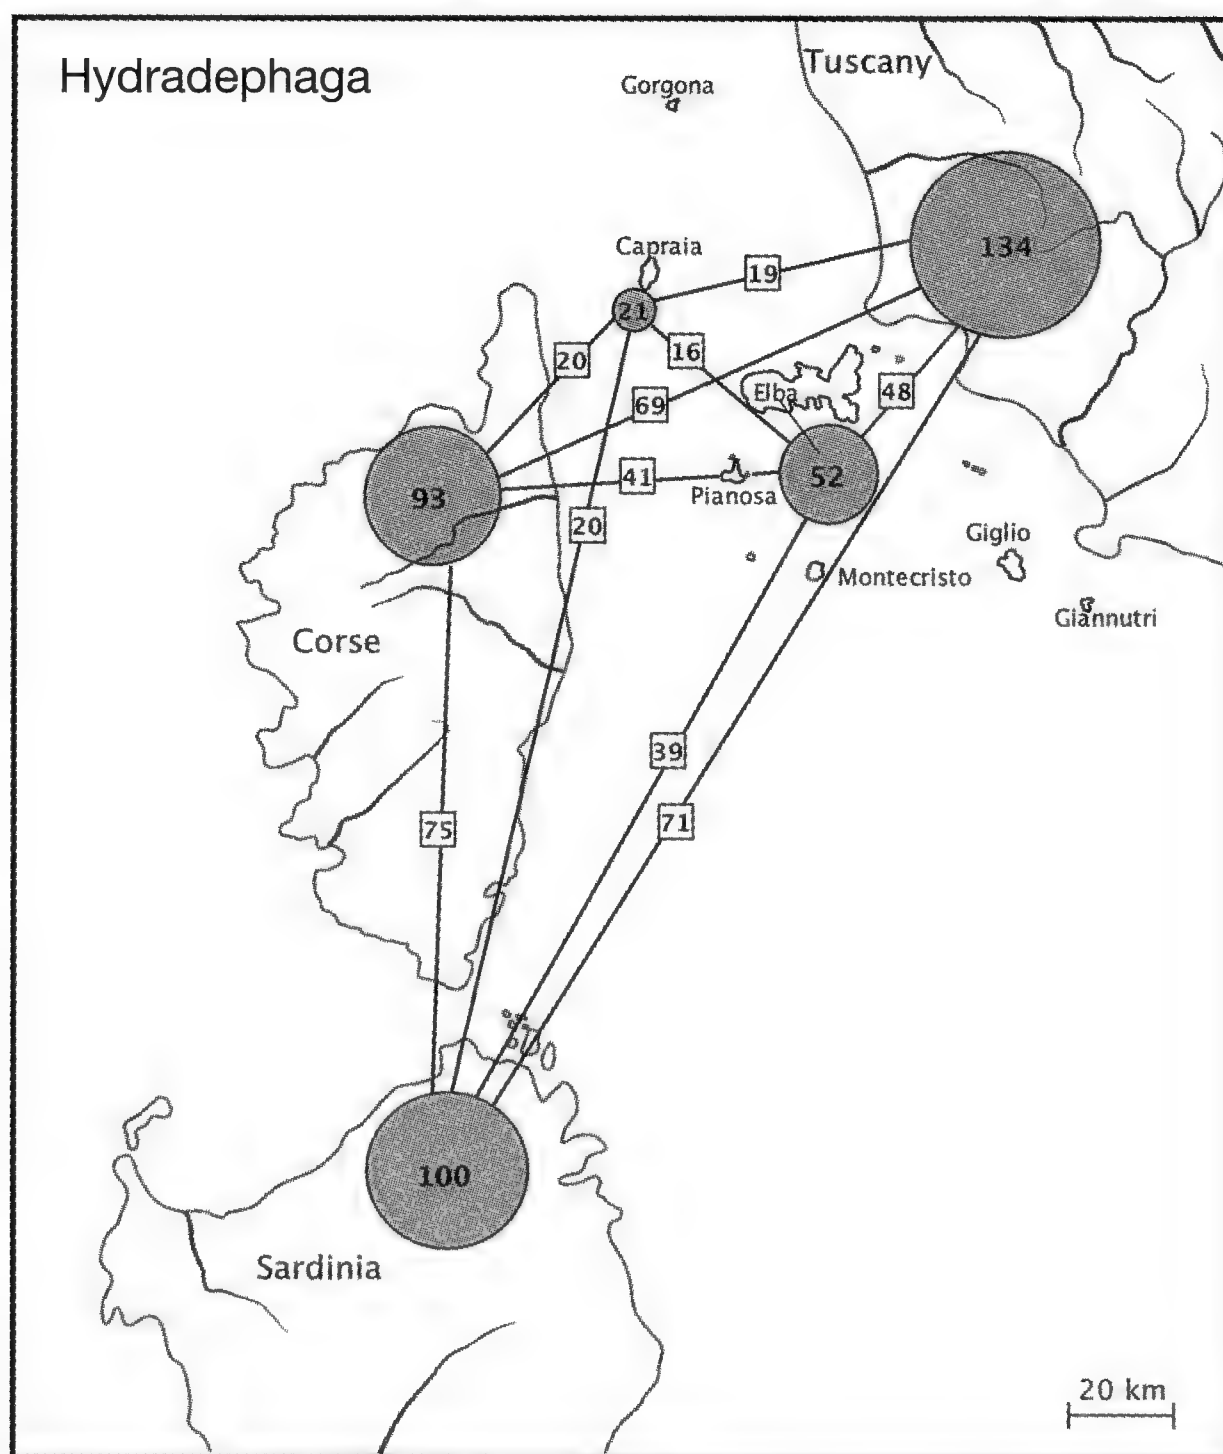 Hydradephaga
Tuscany
Gorgona
134
Capraia
19
21
20
16
69
Elba
48
93
41
52
Pianosa
20
Giglio
Montecristo
Giannutri
Corse
39
71
75
100
Sardinia
20 km